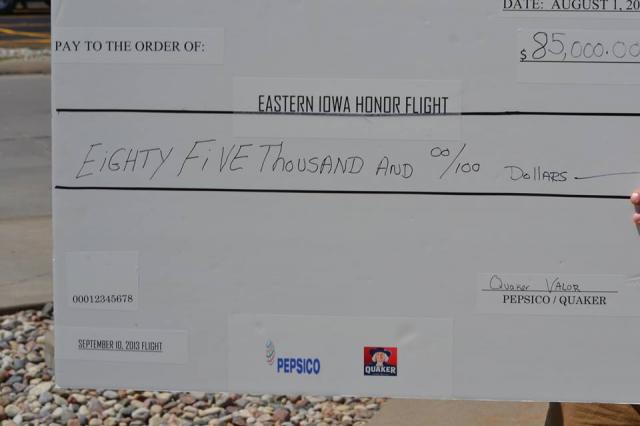 DATE: AUGUST 1, 20
PAY TO THE ORDER OF:
$ 85,000.00
EASTERN IOWA HONOR FLIGHT
EIGHTY FIVE THOUSAND AND 00/100 DOLLARS
Quaker VALOR
00012345678
PEPSICO / QUAKER
SEPTEMBER 10, 2013 FLIGHT
PEPSICO
QUAKER